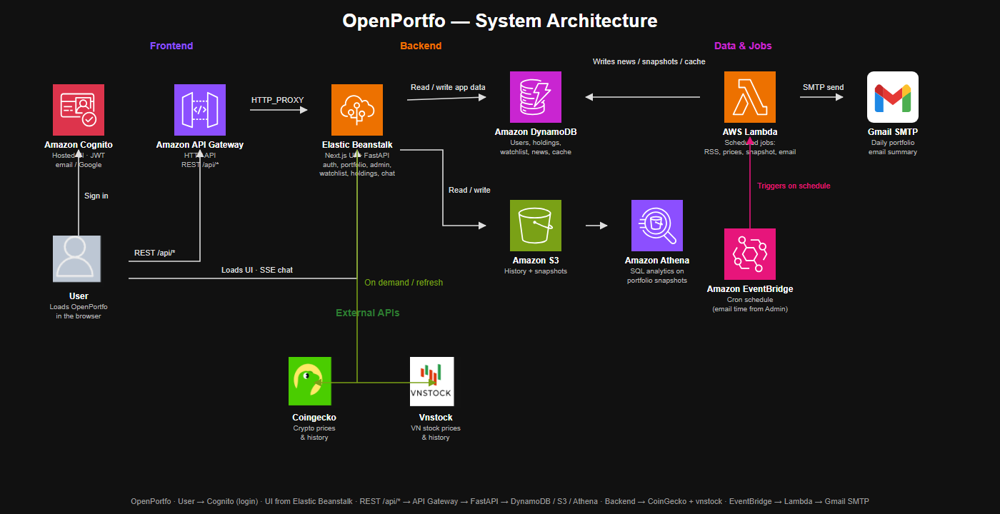 OpenPortfo — System Architecture
Frontend
Backend
Data & Jobs
Writes news / snapshots / cache
HTTP_PROXY
Read / write app data
SMTP send
Amazon Cognito
Hosted UI · JWT
email / Google
Amazon API Gateway
HTTP API
REST /api/*
Elastic Beanstalk
Next.js UI + FastAPI
auth, portfolio, admin,
watchlist, holdings, chat
Amazon DynamoDB
Users, holdings,
watchlist, news, cache
AWS Lambda
Scheduled jobs:
RSS, prices, snapshot, email
Gmail SMTP
Daily portfolio
email summary
Sign in
Read / write
Triggers on schedule
REST /api/*
Loads UI · SSE chat
On demand / refresh
User
Loads OpenPortfo
in the browser
Amazon S3
History + snapshots
Amazon Athena
SQL analytics on
portfolio snapshots
Amazon EventBridge
Cron schedule
(email time from Admin)
External APIs
VNSTOCK
Coingecko
Crypto prices
& history
Vnstock
VN stock prices
& history
OpenPortfo · User → Cognito (login) · UI from Elastic Beanstalk · REST /api/* → API Gateway → FastAPI → DynamoDB / S3 / Athena · Backend → CoinGecko + vnstock · EventBridge → Lambda → Gmail SMTP